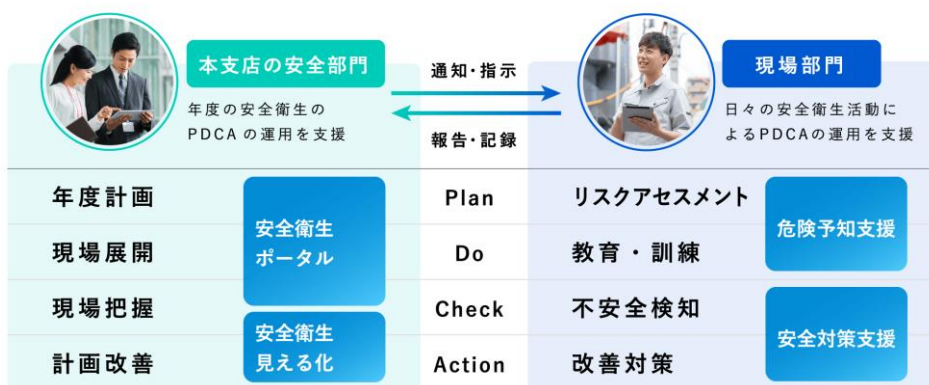 本支店の安全部門
年度の安全衛生の
PDCA の運用を支援
通知・指示
報告・記録
現場部門
日々の安全衛生活動に
よるPDCAの運用を支援
年度計画
Plan
リスクアセスメント
現場展開
Do
教育・訓練
現場把握
Check
不安全検知
計画改善
Action
改善対策
安全衛生
ポータル
安全衛生
見える化
危険予知支援
安全対策支援